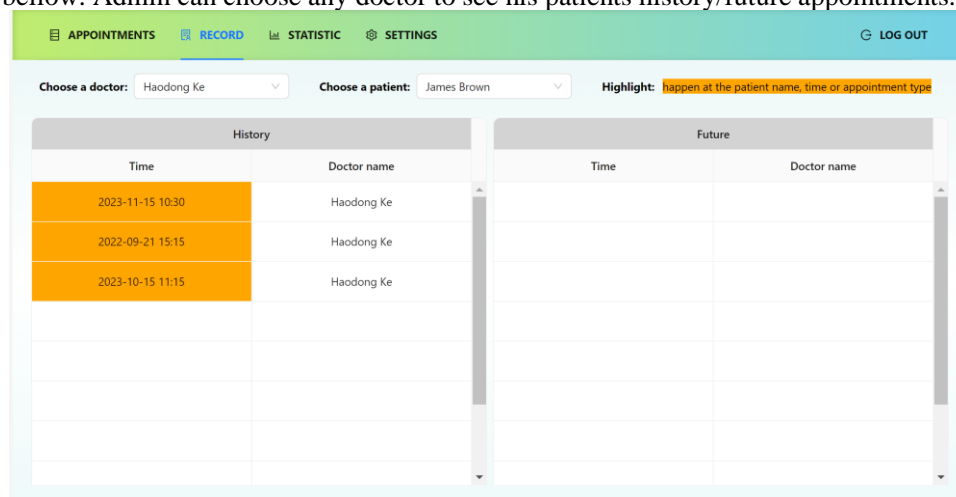 bellow: Admin can choose any doctor to see his patients history/future appointments.
APPOINTMENTS RECORD STATISTIC SETTINGS LOG OUT
Choose a doctor: Haodong Ke Choose a patient: James Brown Highlight: happen at the patient name, time or appointment type
History Future
Time Doctor name Time Doctor name
2023-11-15 10:30 Haodong Ke
2022-09-21 15:15 Haodong Ke
2023-10-15 11:15 Haodong Ke